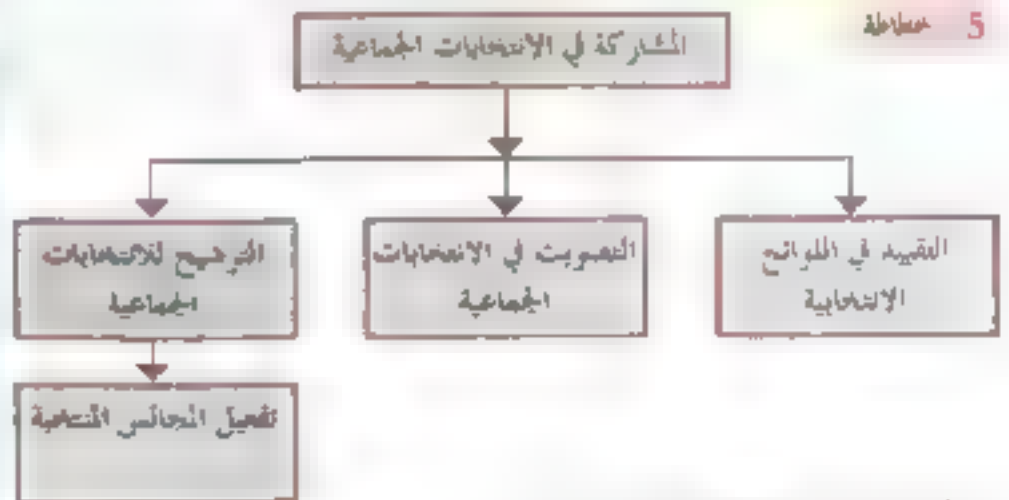 5 خطاطة
المشاركة في الانتخابات الجماعية
التقييد في اللوائح
الانتخابية
التصويت في الانتخابات
الجماعية
الترشيح للانتخابات
الجماعية
تفعيل المجالس المنتخبة